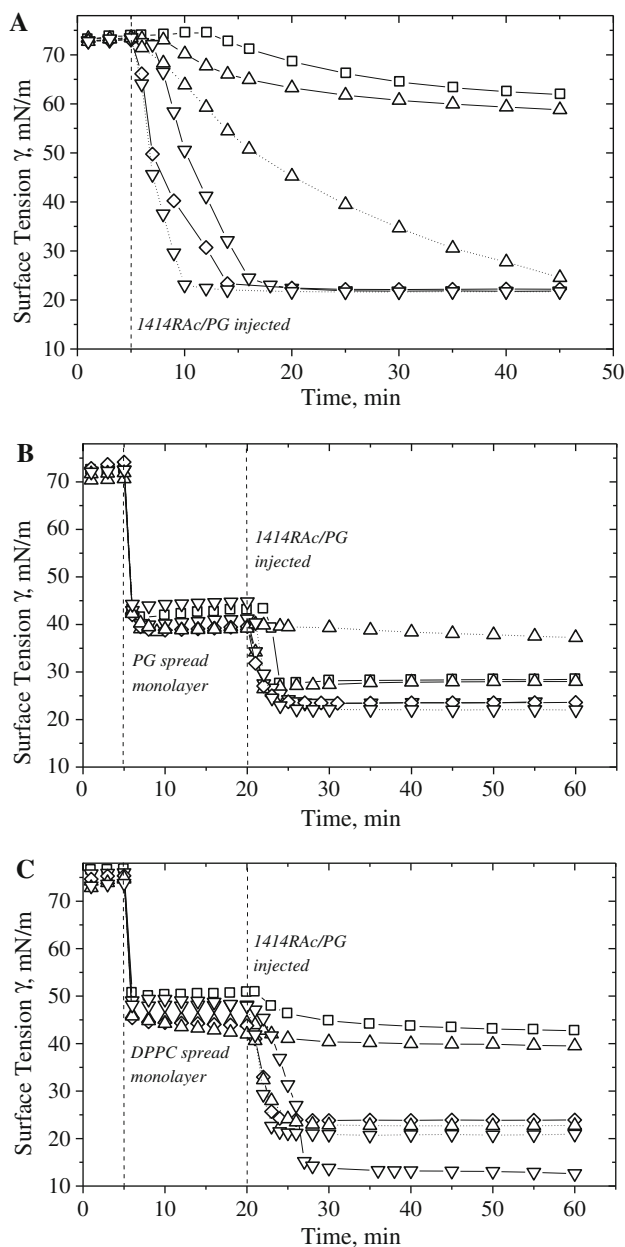 A
Surface Tension γ, mN/m
70
60
50
40
30
20
10
1414RAc/PG injected
0 10 20 30 40 50
Time, min
B
Surface Tension γ, mN/m
70
60
50
40
30
20
10
1414RAc/PG
injected
PG spread
monolayer
0 10 20 30 40 50 60
Time, min
C
Surface Tension γ, mN/m
70
60
50
40
30
20
10
1414RAc/PG
injected
DPPC spread
monolayer
0 10 20 30 40 50 60
Time, min